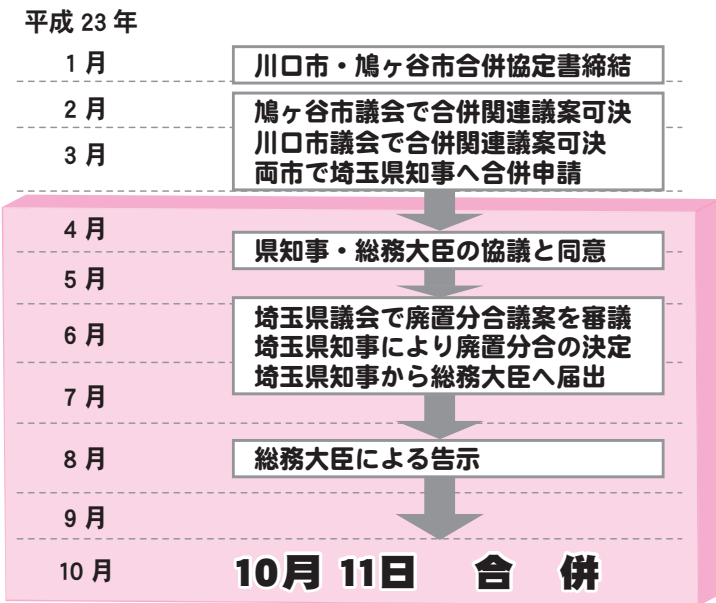 平成 23 年
1 月
川口市・鳩ヶ谷市合併協定書締結
2 月
鳩ヶ谷市議会で合併関連議案可決
川口市議会で合併関連議案可決
3 月
両市で埼玉県知事へ合併申請
4 月
県知事・総務大臣の協議と同意
5 月
埼玉県議会で廃置分合議案を審議
6 月
埼玉県知事により廃置分合の決定
埼玉県知事から総務大臣へ届出
7 月
8 月
総務大臣による告示
9 月
10 月
10月 11日 合 併